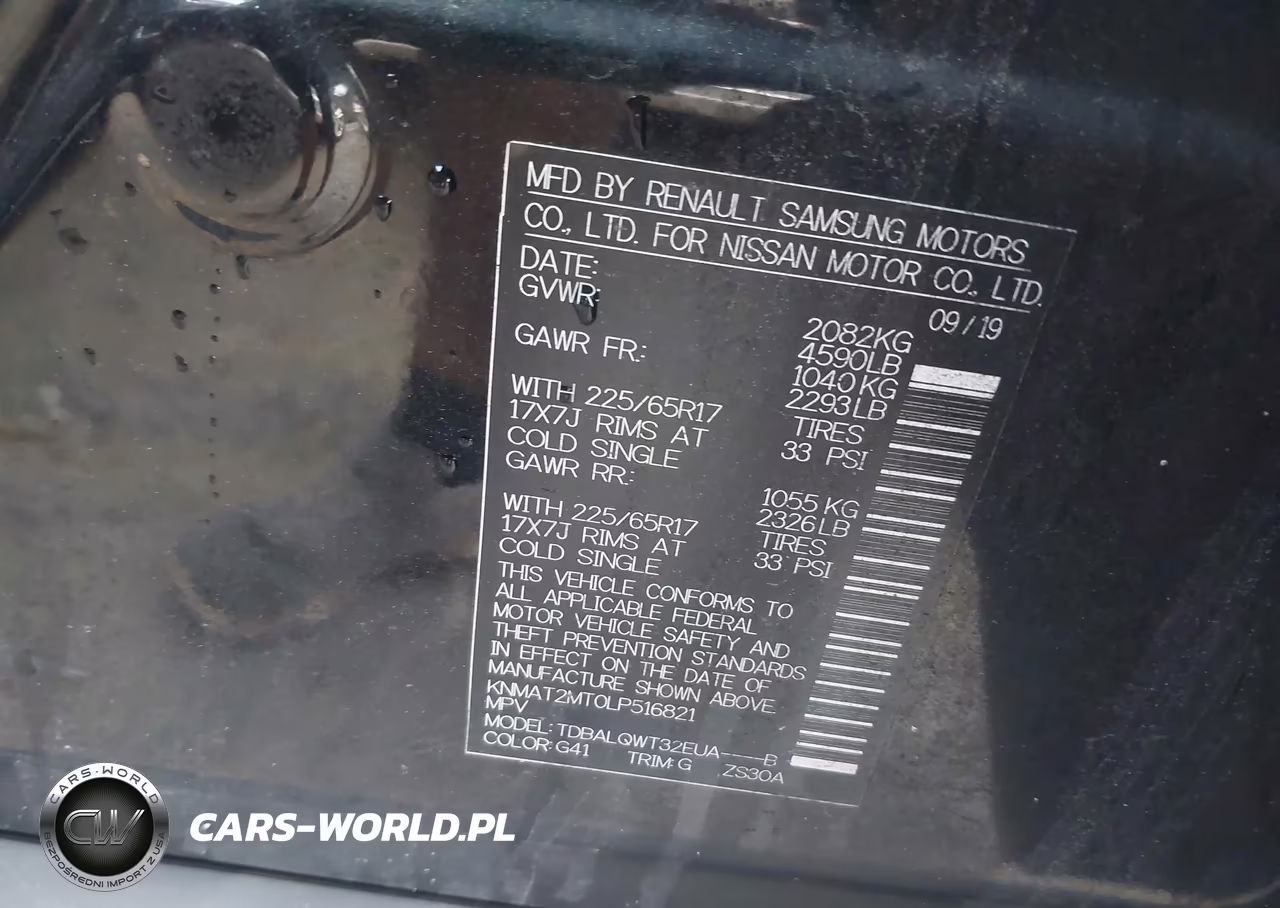 MFD BY RENAULT SAMSUNG MOTORS
CO., LTD. FOR NISSAN MOTOR CO., LTD.
DATE: 09/19
GVWR: 2082KG
4590LB
GAWR FR.: 1040KG
2293LB
WITH 225/65R17 TIRES
17X7J RIMS AT 33 PSI
COLD SINGLE
GAWR RR.: 1055KG
2326LB
WITH 225/65R17 TIRES
17X7J RIMS AT 33 PSI
COLD SINGLE
THIS VEHICLE CONFORMS TO
ALL APPLICABLE FEDERAL
MOTOR VEHICLE SAFETY AND
THEFT PREVENTION STANDARDS
IN EFFECT ON THE DATE OF
MANUFACTURE SHOWN ABOVE.
KNMAT2MT0LP516821
MPV
MODEL: TDBALQWT32EUA----B
COLOR: G41 TRIM: G ZS30A
CARS-WORLD
CW
BEZPOŚREDNI IMPORT Z USA
CARS-WORLD.PL